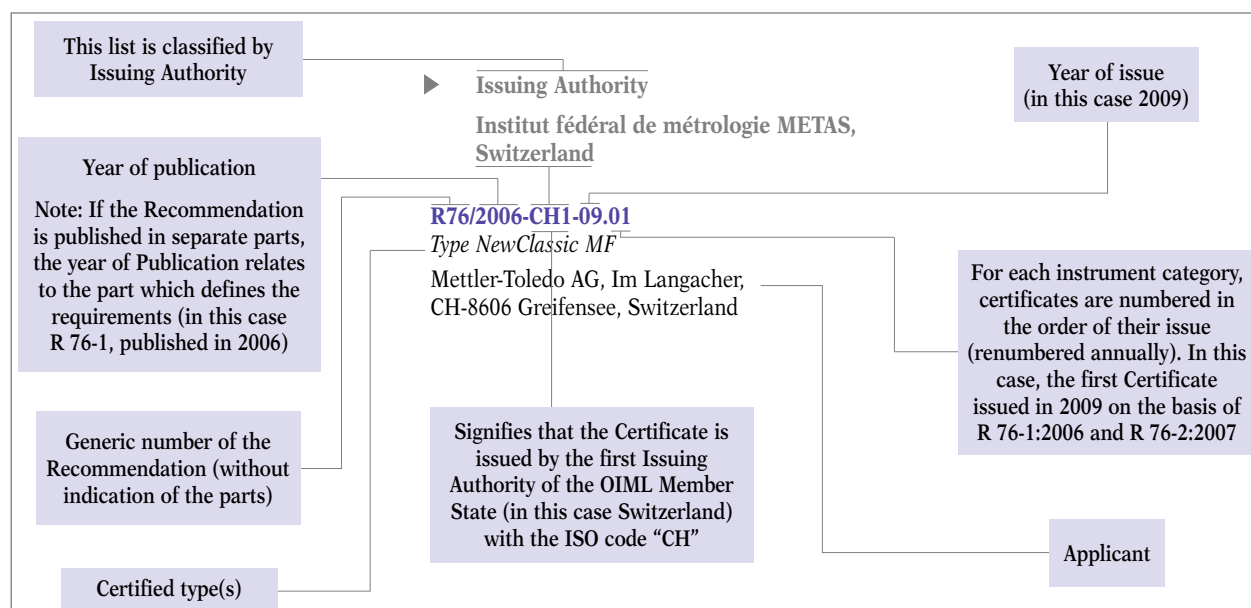 This list is classified by
Issuing Authority
▶ Issuing Authority
Institut fédéral de métrologie METAS,
Switzerland
Year of issue
(in this case 2009)
Year of publication
Note: If the Recommendation
is published in separate parts,
the year of Publication relates
to the part which defines the
requirements (in this case
R 76-1, published in 2006)
R76/2006-CH1-09.01
Type NewClassic MF
Mettler-Toledo AG, Im Langacher,
CH-8606 Greifensee, Switzerland
For each instrument category,
certificates are numbered in
the order of their issue
(renumbered annually). In this
case, the first Certificate
issued in 2009 on the basis of
R 76-1:2006 and R 76-2:2007
Generic number of the
Recommendation (without
indication of the parts)
Signifies that the Certificate is
issued by the first Issuing
Authority of the OIML Member
State (in this case Switzerland)
with the ISO code “CH”
Applicant
Certified type(s)